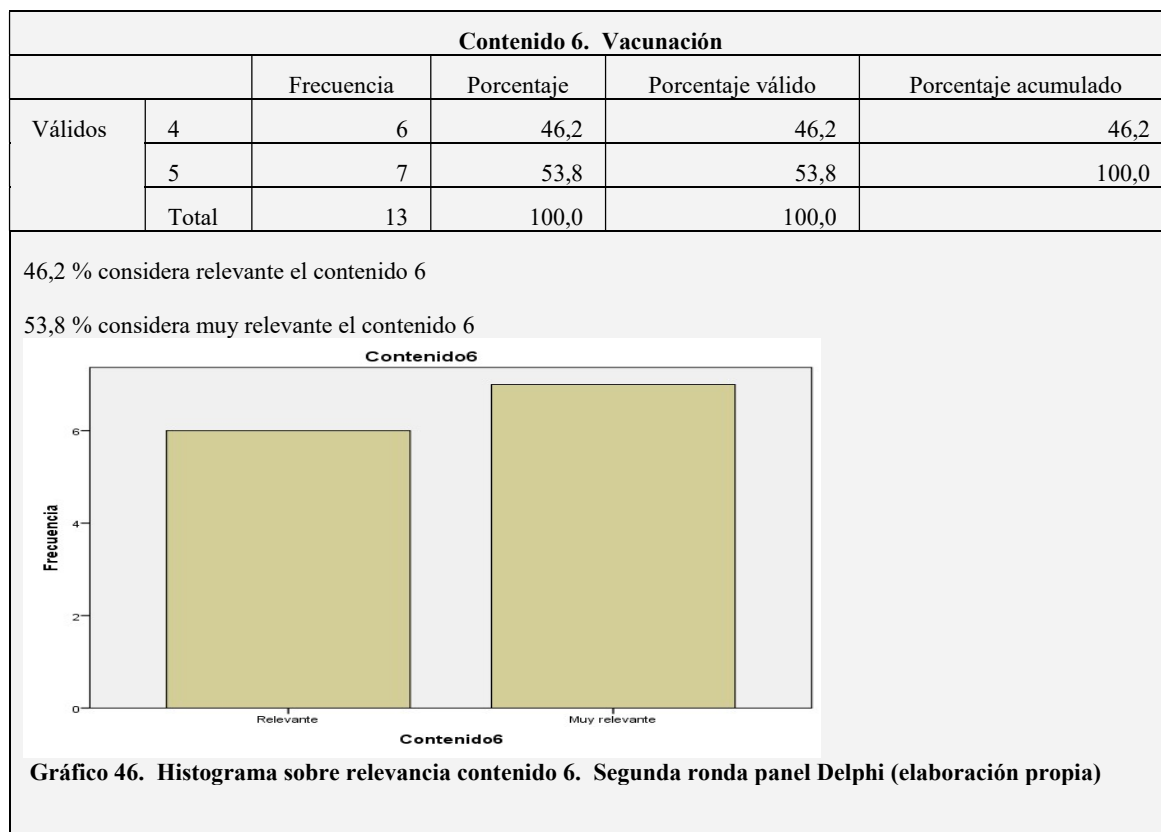 Contenido 6. Vacunación
Frecuencia Porcentaje Porcentaje válido Porcentaje acumulado
Válidos 4 6 46,2 46,2 46,2
5 7 53,8 53,8 100,0
Total 13 100,0 100,0
46,2 % considera relevante el contenido 6
53,8 % considera muy relevante el contenido 6
Contenido6
6
4
2
0
Frecuencia
Relevante Muy relevante
Contenido6
Gráfico 46. Histograma sobre relevancia contenido 6. Segunda ronda panel Delphi (elaboración propia)